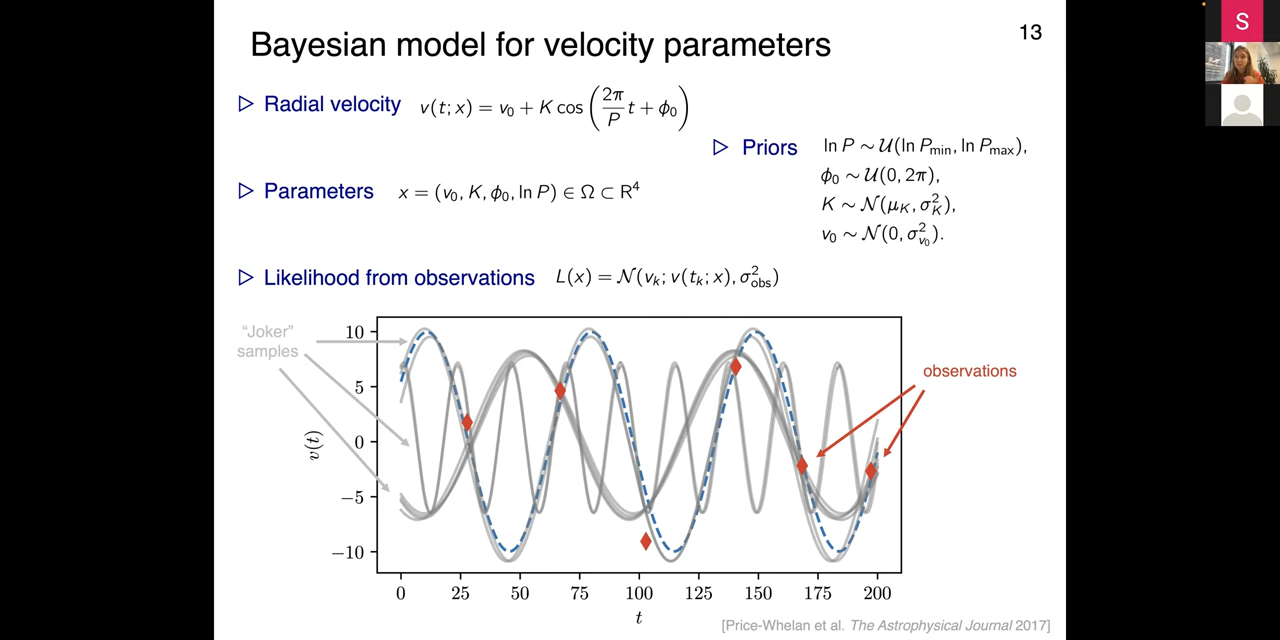 13
Bayesian model for velocity parameters
▷ Radial velocity v(t; x) = v₀ + K cos (2π/P t + ϕ₀)
▷ Priors ln P ∼ 𝒰(ln P_min, ln P_max),
ϕ₀ ∼ 𝒰(0, 2π),
K ∼ 𝒩(μ_K, σ²_K),
v₀ ∼ 𝒩(0, σ²_v₀).
▷ Parameters x = (v₀, K, ϕ₀, ln P) ∈ Ω ⊂ R⁴
▷ Likelihood from observations L(x) = 𝒩(v_k; v(t_k; x), σ²_obs)
"Joker"
samples
observations
10
5
0
−5
−10
v(t)
0 25 50 75 100 125 150 175 200
t
[Price-Whelan et al. The Astrophysical Journal 2017]
S